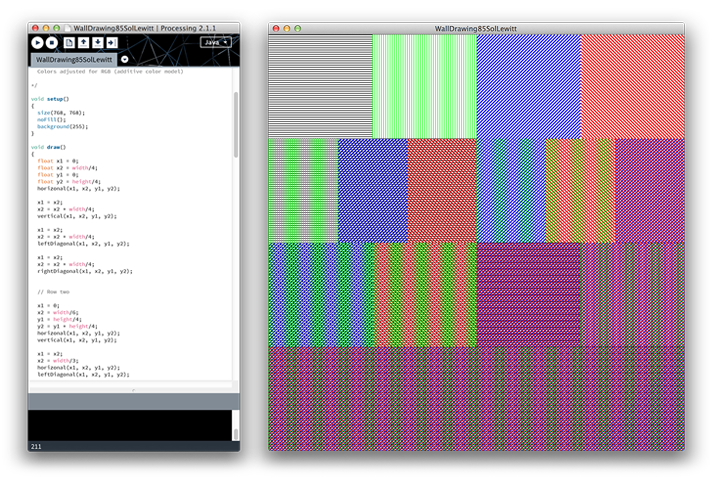 WallDrawing85SolLewitt | Processing 2.1.1
Java
WallDrawing85SolLewitt
Colors adjusted for RGB (additive color model)
*/
void setup()
{
size(768, 768);
noFill();
background(255);
}
void draw()
{
float x1 = 0;
float x2 = width/4;
float y1 = 0;
float y2 = height/4;
horizonal(x1, x2, y1, y2);
x1 = x2;
x2 = x2 + width/4;
vertical(x1, x2, y1, y2);
x1 = x2;
x2 = x2 + width/4;
leftDiagonal(x1, x2, y1, y2);
x1 = x2;
x2 = x2 + width/4;
rightDiagonal(x1, x2, y1, y2);
// Row two
x1 = 0;
x2 = width/6;
y1 = height/4;
y2 = y1 + height/4;
horizonal(x1, x2, y1, y2);
vertical(x1, x2, y1, y2);
x1 = x2;
x2 = width/3;
horizonal(x1, x2, y1, y2);
leftDiagonal(x1, x2, y1, y2);
211
WallDrawing85SolLewitt